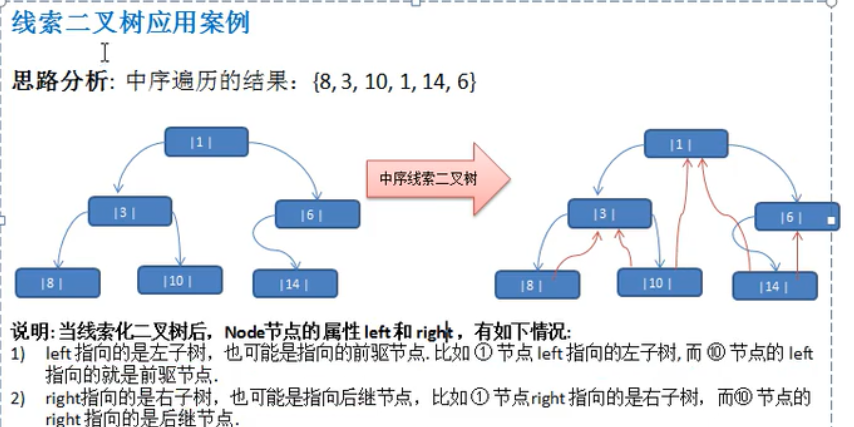 线索二叉树应用案例
思路分析: 中序遍历的结果：{8, 3, 10, 1, 14, 6}
|1| |1|
中序线索二叉树
|3| |6| |3| |6|
|8| |10| |14| |8| |10| |14|
说明: 当线索化二叉树后，Node节点的属性 left 和 right，有如下情况:
1) left 指向的是左子树，也可能是指向的前驱节点. 比如 ① 节点 left 指向的左子树, 而 ⑩ 节点的 left
指向的就是前驱节点.
2) right指向的是右子树，也可能是指向后继节点，比如 ① 节点right 指向的是右子树，而⑩ 节点的
right 指向的是后继节点.